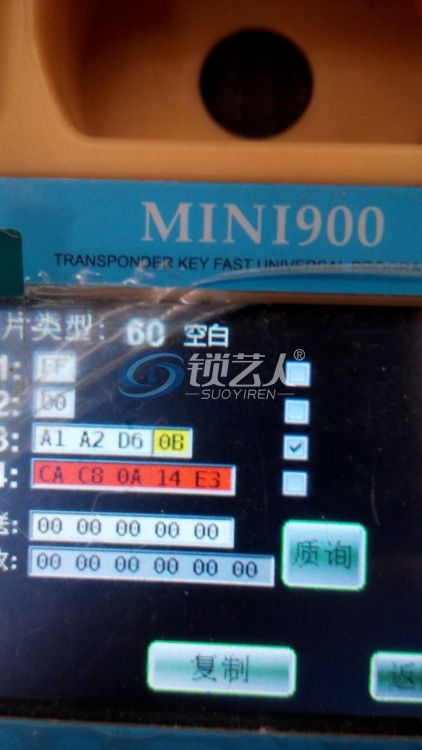 MINI900
TRANSPONDER KEY FAST UNIVERSAL
片类型: 60 空白
1: FF
2: D0
锁艺人®
SUOYIREN
3: A1 A2 D6 0B
4: CA C8 0A 14 E3
送: 00 00 00 00 00
收: 00 00 00 00 00 00
质询
复制
返